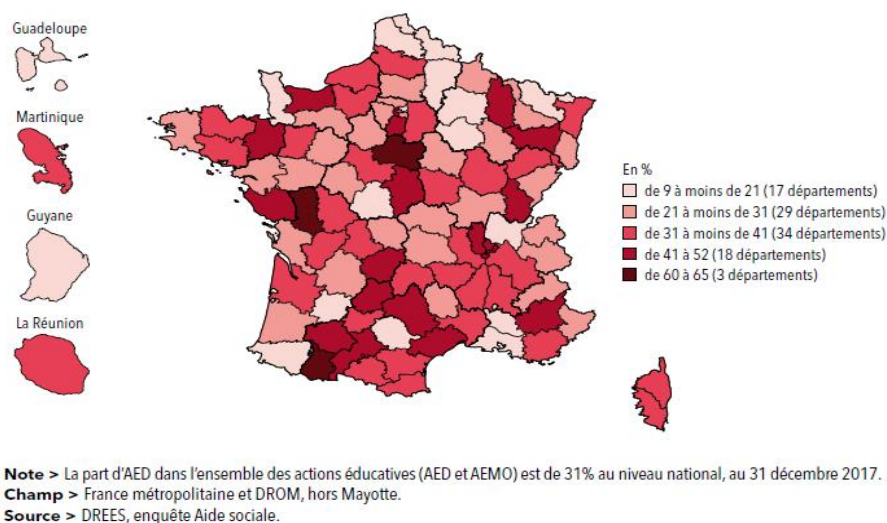 Guadeloupe
Martinique
Guyane
La Réunion
En %
de 9 à moins de 21 (17 départements)
de 21 à moins de 31 (29 départements)
de 31 à moins de 41 (34 départements)
de 41 à 52 (18 départements)
de 60 à 65 (3 départements)
Note > La part d'AED dans l'ensemble des actions éducatives (AED et AEMO) est de 31% au niveau national, au 31 décembre 2017.
Champ > France métropolitaine et DROM, hors Mayotte.
Source > DREES, enquête Aide sociale.